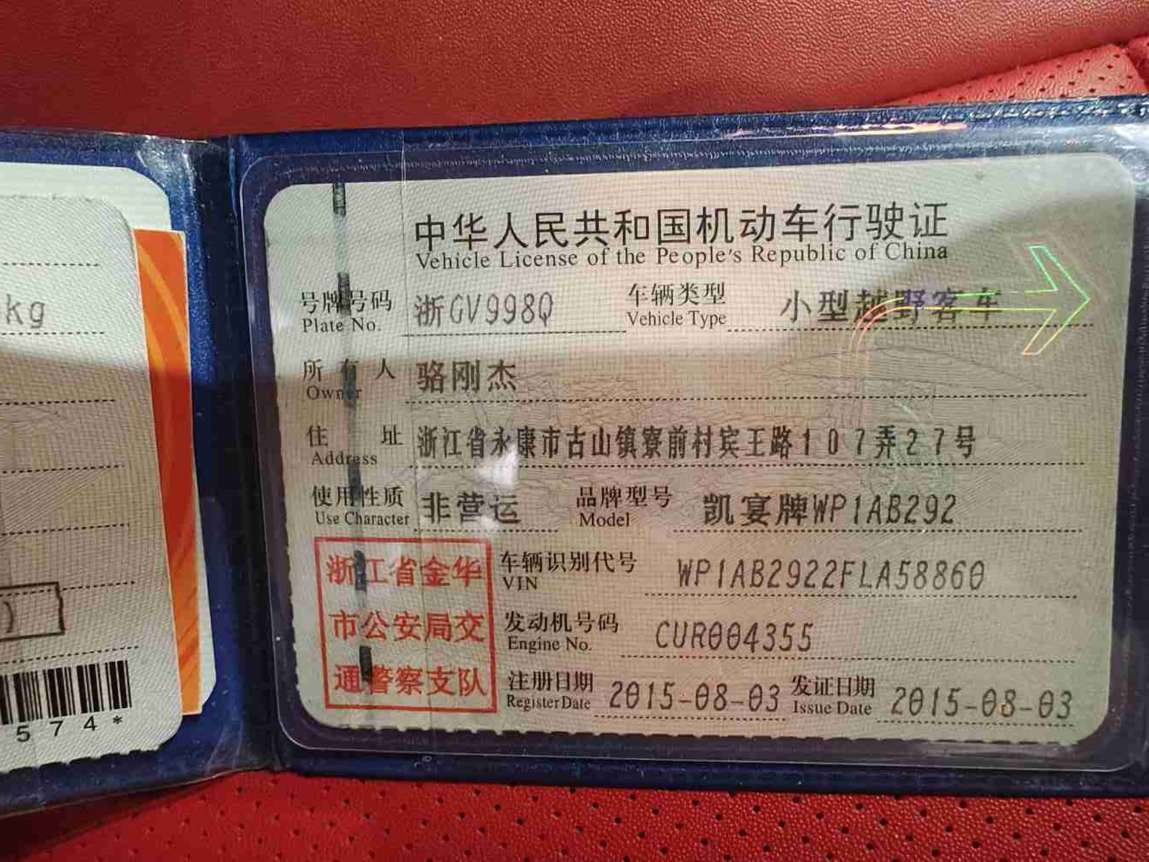 kg
)
574*
中华人民共和国机动车行驶证
Vehicle License of the People's Republic of China
号牌号码 浙GV998Q 车辆类型 小型越野客车
Plate No. Vehicle Type
所有人 骆刚杰
Owner
住址 浙江省永康市古山镇寮前村宾王路107弄27号
Address
使用性质 非营运 品牌型号 凯宴牌WP1AB292
Use Character Model
浙江省金华 车辆识别代号 WP1AB2922FLA58860
VIN
市公安局交 发动机号码 CUR004355
Engine No.
通警察支队 注册日期 2015-08-03 发证日期 2015-08-03
Register Date Issue Date